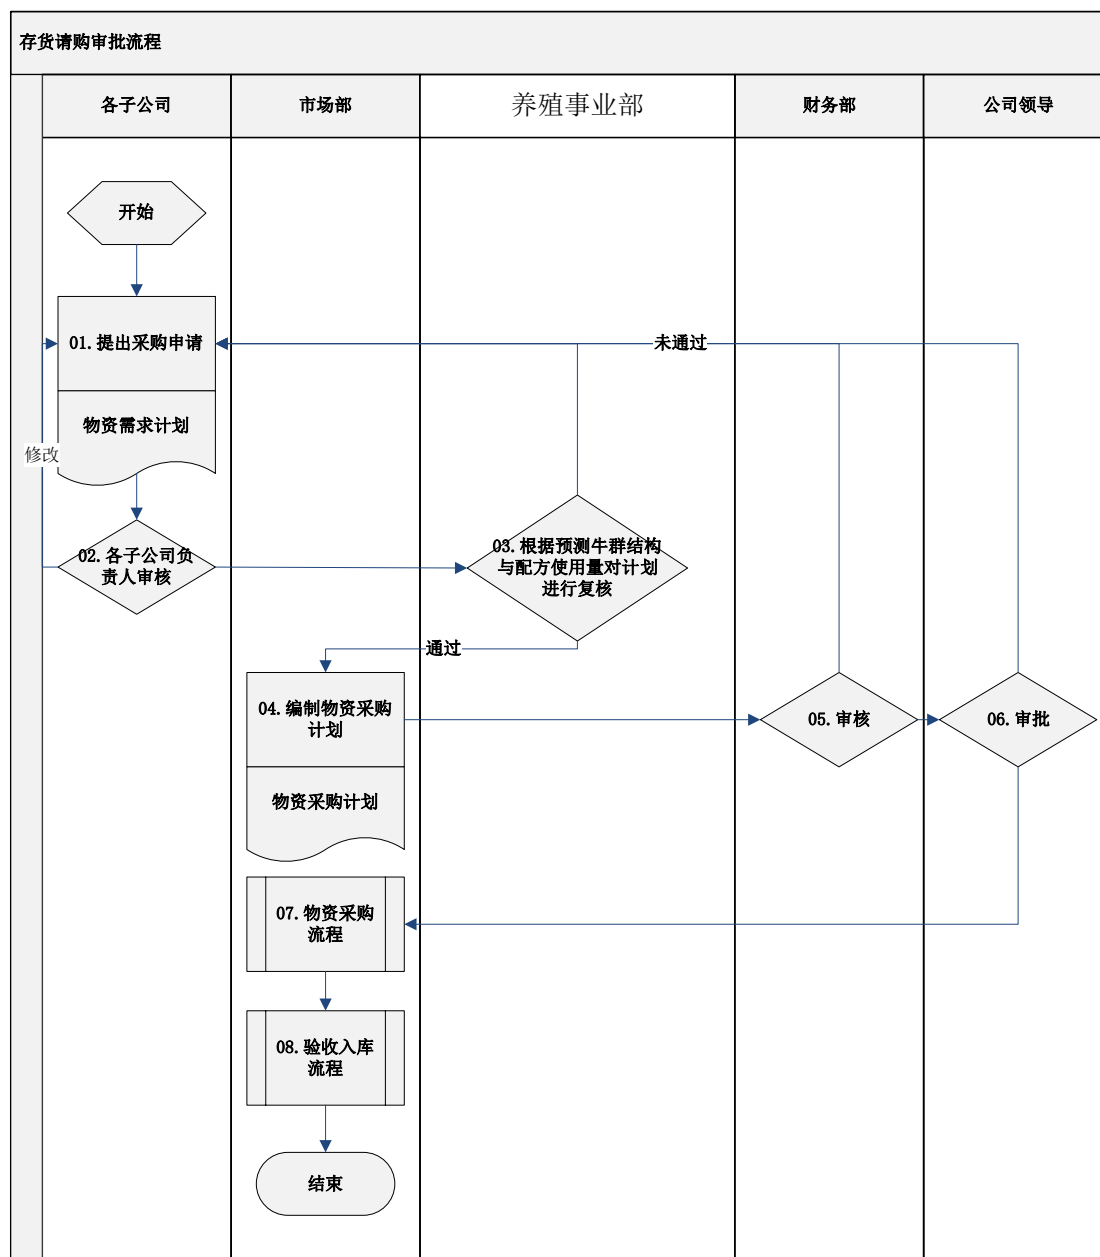 存货请购审批流程
各子公司
市场部
养殖事业部
财务部
公司领导
开始
01.提出采购申请
未通过
物资需求计划
修改
02.各子公司负
责人审核
03.根据预测牛群结构
与配方使用量对计划
进行复核
通过
04.编制物资采购
计划
05.审核
06.审批
物资采购计划
07.物资采购
流程
08.验收入库
流程
结束